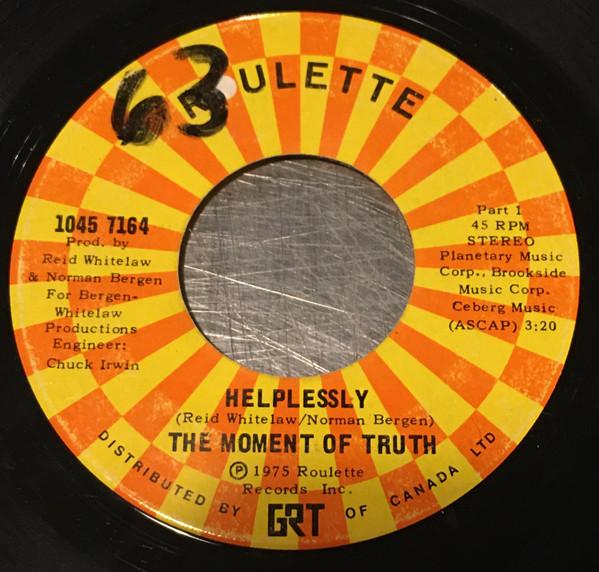 63
ROULETTE
1045 7164
Prod. by
Reid Whitelaw
& Norman Bergen
For Bergen-
Whitelaw
Productions
Engineer:
Chuck Irwin
Part 1
45 RPM
STEREO
Planetary Music
Corp., Brookside
Music Corp.
Ceberg Music
(ASCAP) 3:20
HELPLESSLY
(Reid Whitelaw/Norman Bergen)
THE MOMENT OF TRUTH
Ⓟ 1975 Roulette
Records Inc.
DISTRIBUTED BY GRT OF CANADA LTD